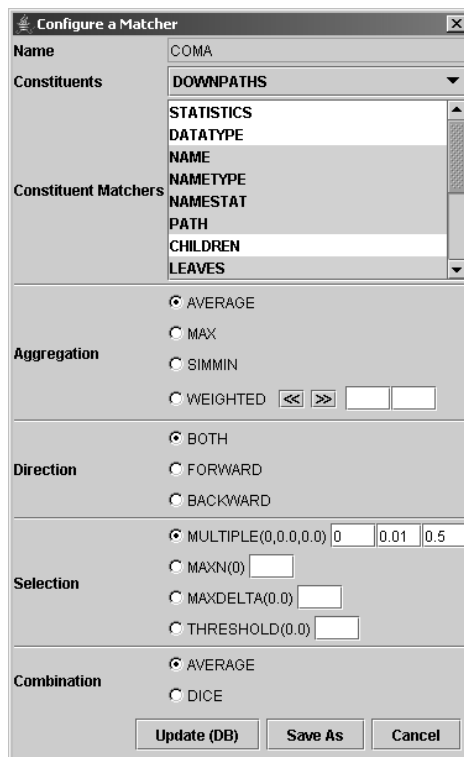 Configure a Matcher
Name COMA
Constituents DOWNPATHS
Constituent Matchers
STATISTICS
DATATYPE
NAME
NAMETYPE
NAMESTAT
PATH
CHILDREN
LEAVES
Aggregation
AVERAGE
MAX
SIMMIN
WEIGHTED << >>
Direction
BOTH
FORWARD
BACKWARD
Selection
MULTIPLE(0,0.0,0.0) 0 0.01 0.5
MAXN(0)
MAXDELTA(0.0)
THRESHOLD(0.0)
Combination
AVERAGE
DICE
Update (DB) Save As Cancel